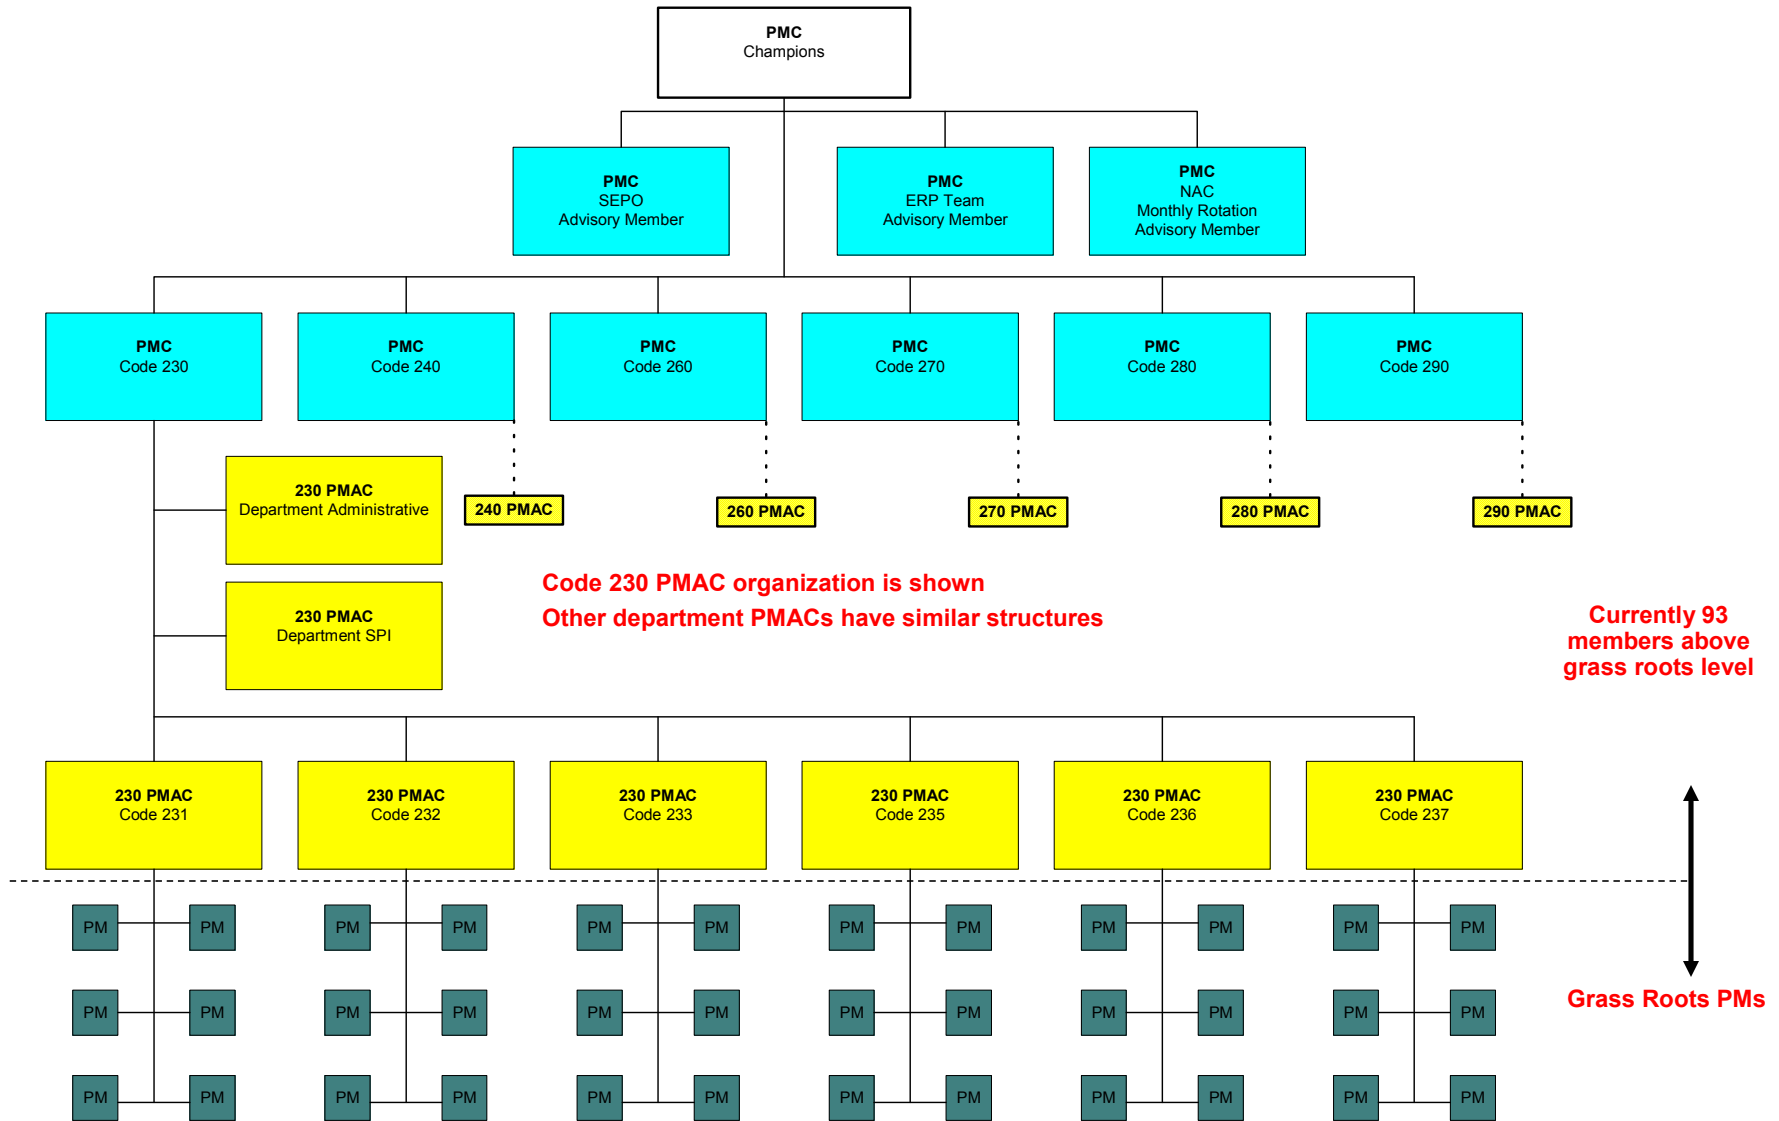 PMC
Champions
PMC
SEPO
Advisory Member
PMC
ERP Team
Advisory Member
PMC
NAC
Monthly Rotation
Advisory Member
PMC
Code 230
PMC
Code 240
PMC
Code 260
PMC
Code 270
PMC
Code 280
PMC
Code 290
230 PMAC
Department Administrative
240 PMAC
260 PMAC
270 PMAC
280 PMAC
290 PMAC
230 PMAC
Department SPI
Code 230 PMAC organization is shown
Other department PMACs have similar structures
Currently 93
members above
grass roots level
230 PMAC
Code 231
230 PMAC
Code 232
230 PMAC
Code 233
230 PMAC
Code 235
230 PMAC
Code 236
230 PMAC
Code 237
PM PM PM PM PM PM PM PM PM PM PM PM
PM PM PM PM PM PM PM PM PM PM PM PM
Grass Roots PMs
PM PM PM PM PM PM PM PM PM PM PM PM